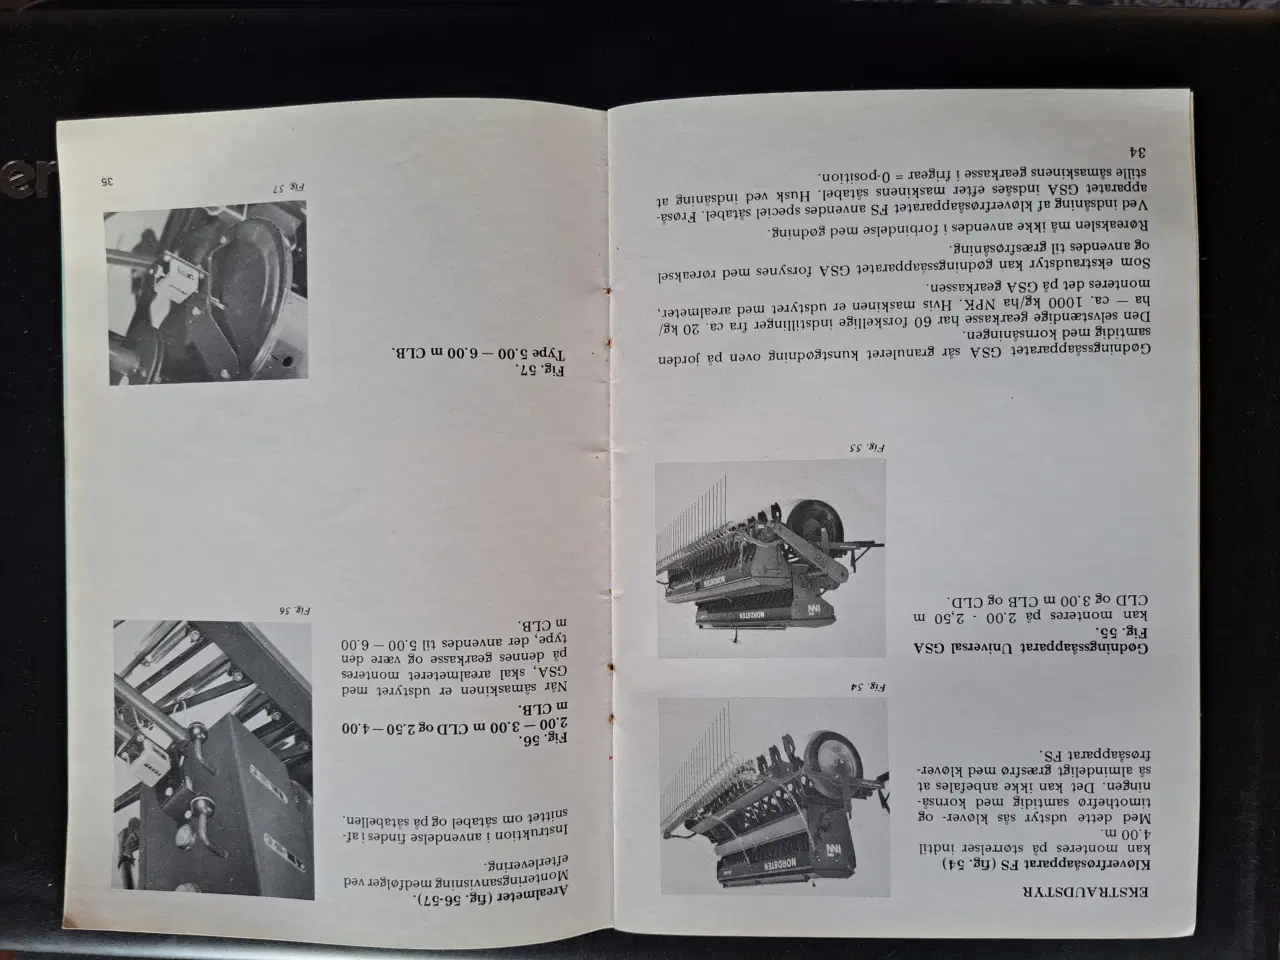 EKSTRAUDSTYR
Kløverfrøsåapparat FS (fig. 54)
kan monteres på størrelser indtil
4.00 m.
Med dette udstyr sås kløver- og
timothefrø samtidig med kornså-
ningen. Det kan ikke anbefales at
så almindeligt græsfrø med kløver-
frøsåapparat FS.
NORDSTEN
Fig. 54
Gødningssåapparat Universal GSA
Fig. 55.
kan monteres på 2.00 - 2,50 m
CLD og 3.00 m CLB og CLD.
NORDSTEN
NORDSTEN
Fig. 55
Gødningssåapparatet GSA sår granuleret kunstgødning oven på jorden
samtidig med kornsåningen.
Den selvstændige gearkasse har 60 forskellige indstillinger fra ca. 20 kg/
ha — ca. 1000 kg/ha NPK. Hvis maskinen er udstyret med arealmeter,
monteres det på GSA gearkassen.
Som ekstraudstyr kan gødningssåapparatet GSA forsynes med røreaksel
og anvendes til græsfrøsåning.
Røreakslen må ikke anvendes i forbindelse med gødning.
Ved indsåning af kløverfrøsåapparatet FS anvendes speciel såtabel. Frøså-
apparatet GSA indsåes efter maskinens såtabel. Husk ved indsåning at
stille såmaskinens gearkasse i frigear = 0-position.
34
Arealmeter (fig. 56-57).
Monteringsanvisning medfølger ved
efterlevering.
Instruktion i anvendelse findes i af-
snittet om såtabel og på såtabellen.
Fig. 56.
2.00 — 3.00 m CLD og 2.50 — 4.00
m CLB.
Når såmaskinen er udstyret med
GSA, skal arealmeteret monteres
på dennes gearkasse og være den
type, der anvendes til 5.00 — 6.00
m CLB.
Fig. 56
Fig. 57.
Type 5.00 — 6.00 m CLB.
Fig. 57
35